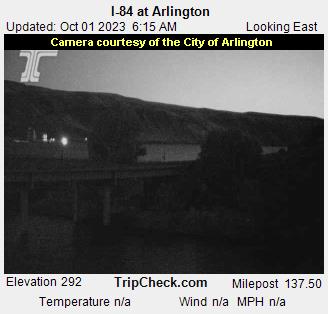 I-84 at Arlington
Updated: Oct 01 2023 6:15 AM Looking East
Camera courtesy of the City of Arlington
Elevation 292 TripCheck.com Milepost 137.50
Temperature n/a Wind n/a MPH n/a